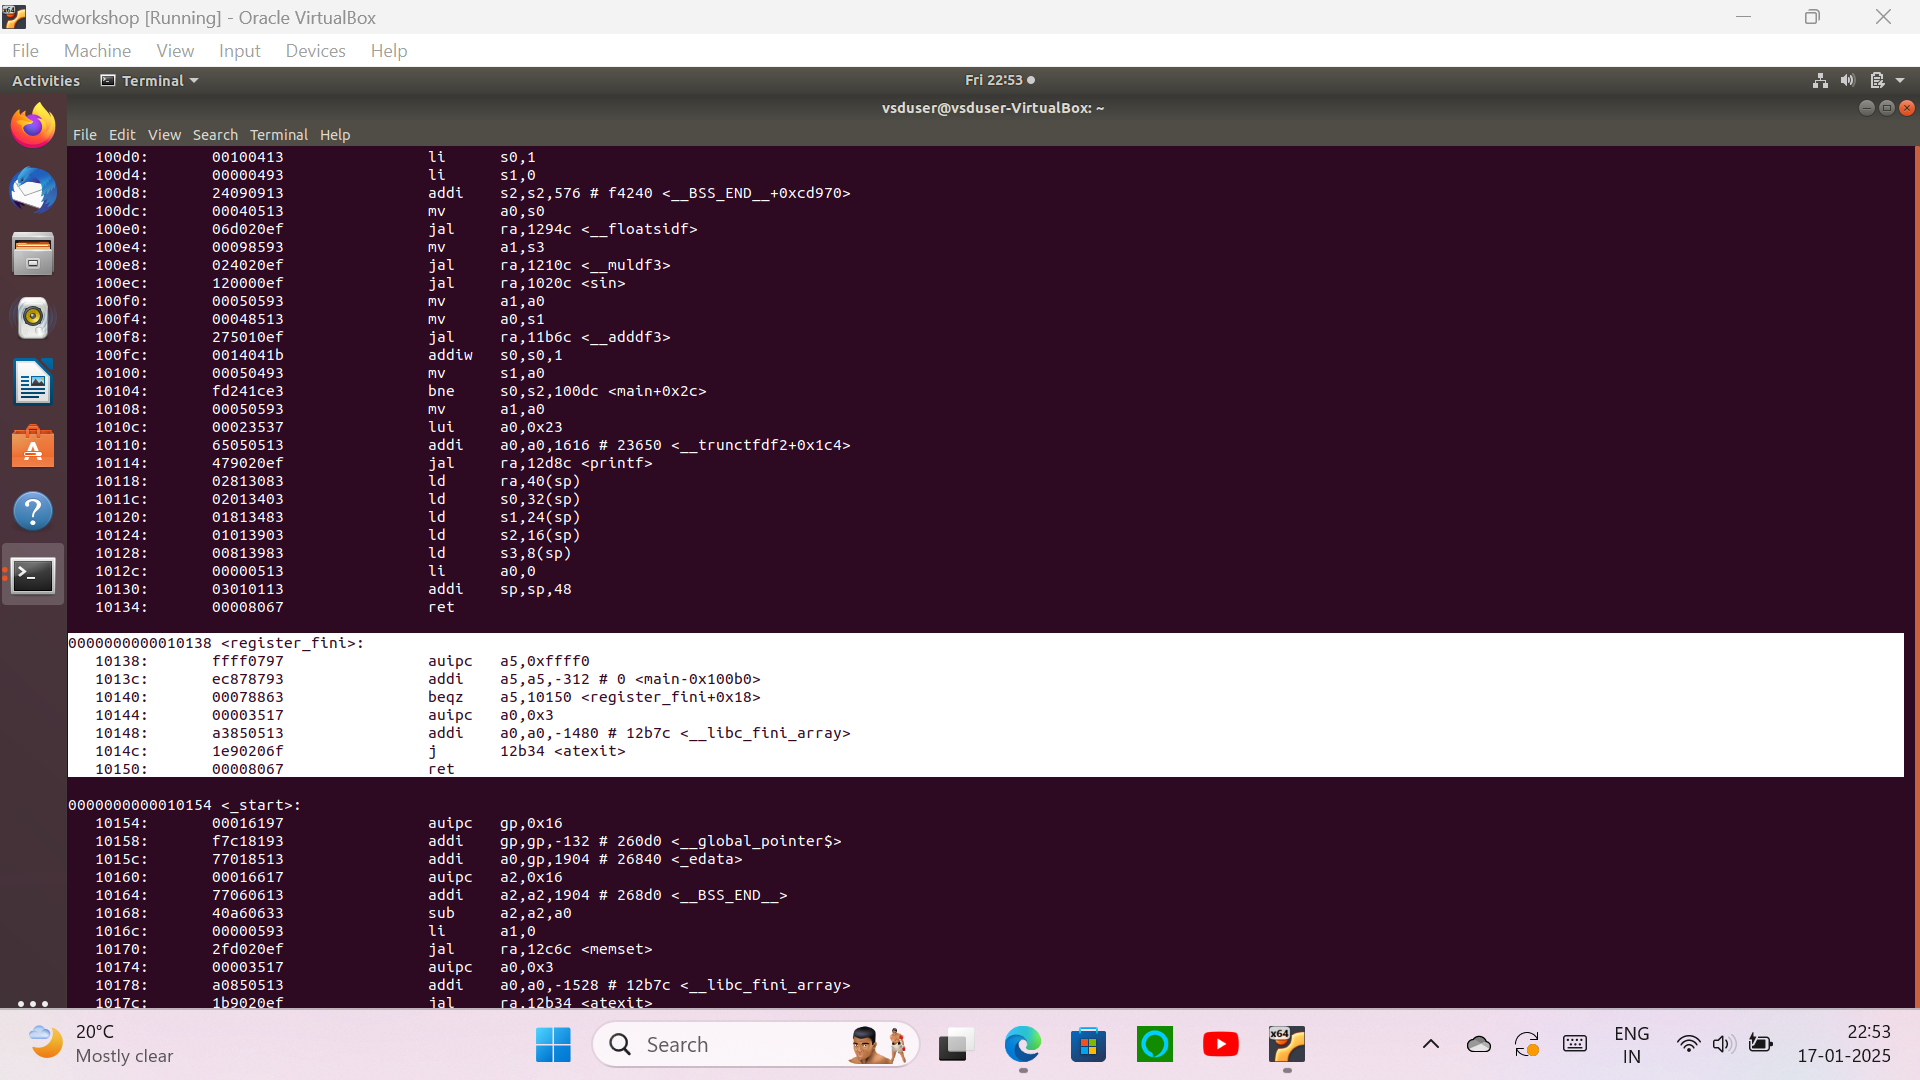 vsdworkshop [Running] - Oracle VirtualBox
File Machine View Input Devices Help
Activities Terminal Fri 22:53
vsduser@vsduser-VirtualBox: ~
File Edit View Search Terminal Help
100d0: 00100413 li s0,1
100d4: 00000493 li s1,0
100d8: 24090913 addi s2,s2,576 # f4240 <__BSS_END__+0xcd970>
100dc: 00040513 mv a0,s0
100e0: 06d020ef jal ra,1294c <__floatsidf>
100e4: 00098593 mv a1,s3
100e8: 024020ef jal ra,1210c <__muldf3>
100ec: 120000ef jal ra,1020c <sin>
100f0: 00050593 mv a1,a0
100f4: 00048513 mv a0,s1
100f8: 275010ef jal ra,11b6c <__adddf3>
100fc: 0014041b addiw s0,s0,1
10100: 00050493 mv s1,a0
10104: fd241ce3 bne s0,s2,100dc <main+0x2c>
10108: 00050593 mv a1,a0
1010c: 00023537 lui a0,0x23
10110: 65050513 addi a0,a0,1616 # 23650 <__trunctfdf2+0x1c4>
10114: 479020ef jal ra,12d8c <printf>
10118: 02813083 ld ra,40(sp)
1011c: 02013403 ld s0,32(sp)
10120: 01813483 ld s1,24(sp)
10124: 01013903 ld s2,16(sp)
10128: 00813983 ld s3,8(sp)
1012c: 00000513 li a0,0
10130: 03010113 addi sp,sp,48
10134: 00008067 ret
0000000000010138 <register_fini>:
10138: ffff0797 auipc a5,0xffff0
1013c: ec878793 addi a5,a5,-312 # 0 <main-0x100b0>
10140: 00078863 beqz a5,10150 <register_fini+0x18>
10144: 00003517 auipc a0,0x3
10148: a3850513 addi a0,a0,-1480 # 12b7c <__libc_fini_array>
1014c: 1e90206f j 12b34 <atexit>
10150: 00008067 ret
0000000000010154 <_start>:
10154: 00016197 auipc gp,0x16
10158: f7c18193 addi gp,gp,-132 # 260d0 <__global_pointer$>
1015c: 77018513 addi a0,gp,1904 # 26840 <_edata>
10160: 00016617 auipc a2,0x16
10164: 77060613 addi a2,a2,1904 # 268d0 <__BSS_END__>
10168: 40a60633 sub a2,a2,a0
1016c: 00000593 li a1,0
10170: 2fd020ef jal ra,12c6c <memset>
10174: 00003517 auipc a0,0x3
10178: a0850513 addi a0,a0,-1528 # 12b7c <__libc_fini_array>
1017c: 1b9020ef jal ra,12b34 <atexit>
20°C
Mostly clear
Search
x64
ENG
IN
22:53
17-01-2025